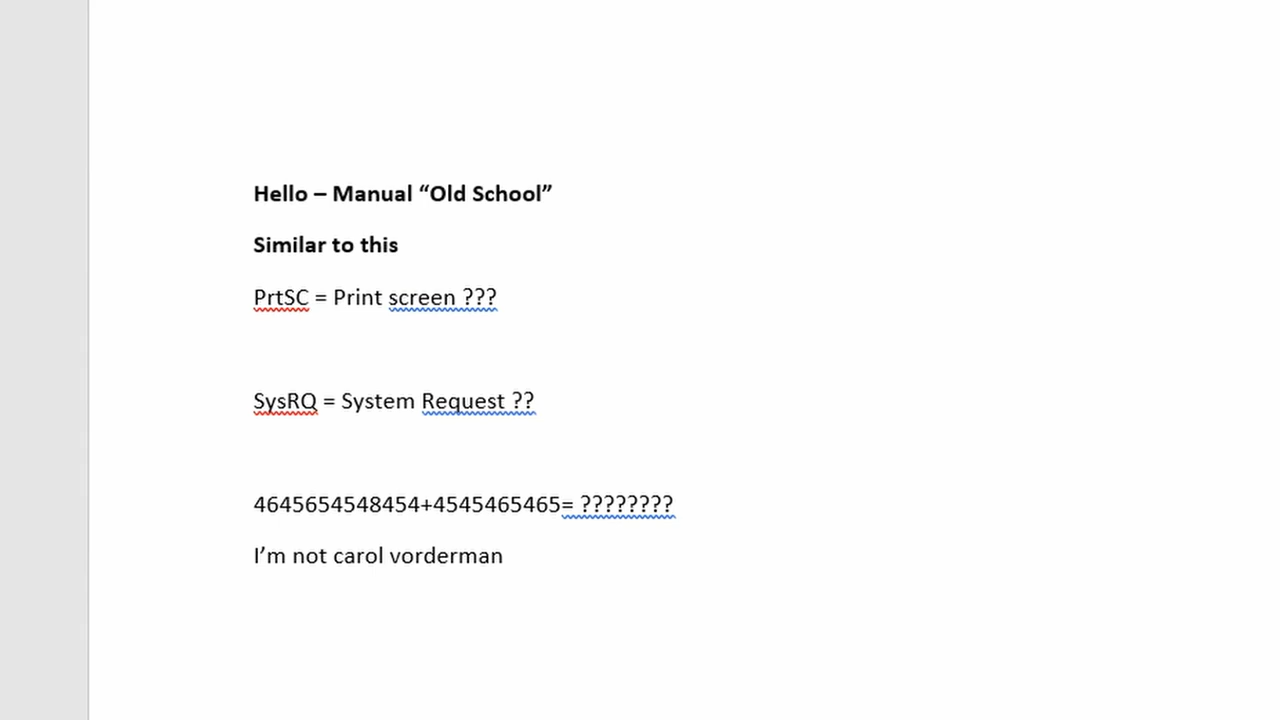 Hello – Manual “Old School”
Similar to this
PrtSC = Print screen ???
SysRQ = System Request ??
4645654548454+4545465465= ????????
I’m not carol vorderman